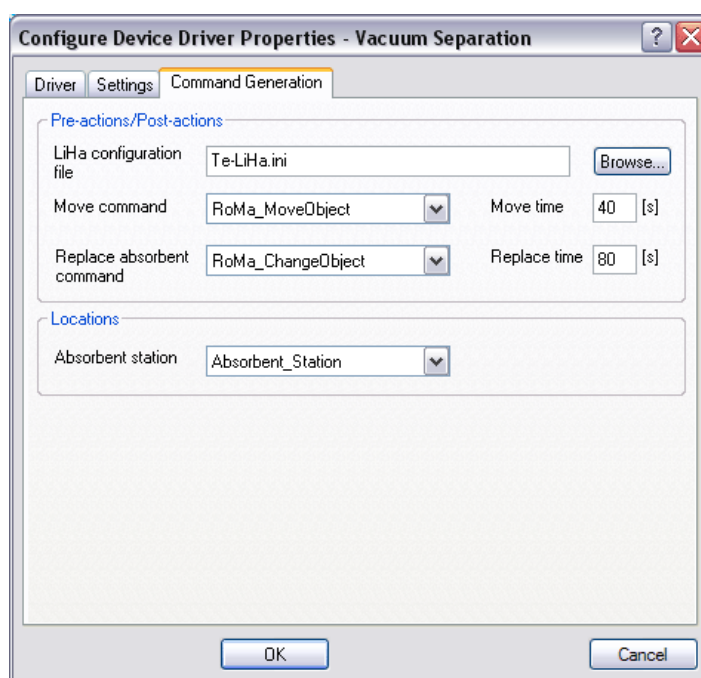 Configure Device Driver Properties - Vacuum Separation
Driver Settings Command Generation
Pre-actions/Post-actions
LiHa configuration file Te-LiHa.ini Browse...
Move command RoMa_MoveObject Move time 40 [s]
Replace absorbent command RoMa_ChangeObject Replace time 80 [s]
Locations
Absorbent station Absorbent_Station
OK Cancel